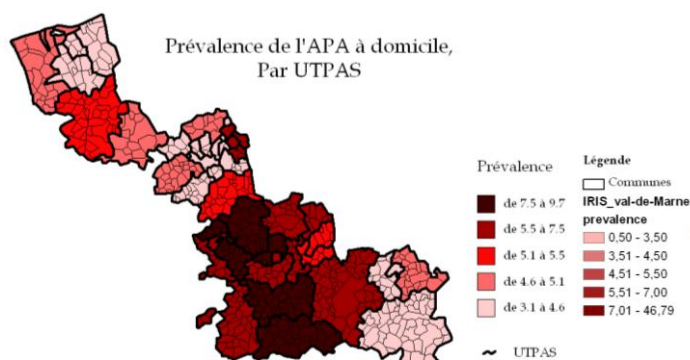 Prévalence de l'APA à domicile,
Par UTPAS
Prévalence
de 7.5 à 9.7
de 5.5 à 7.5
de 5.1 à 5.5
de 4.6 à 5.1
de 3.1 à 4.6
UTPAS
Légende
Communes
IRIS_val-de-Marne
prevalence
0,50 - 3,50
3,51 - 4,50
4,51 - 5,50
5,51 - 7,00
7,01 - 46,79